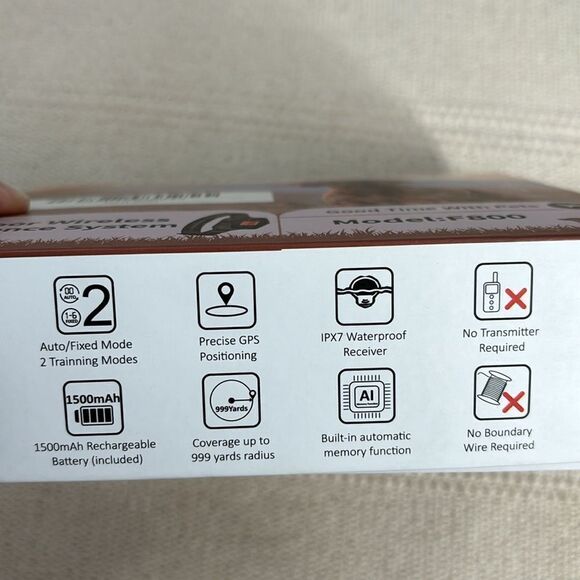 Wireless
System
Good Time With
Model:F800
00
AUTO
1-6
FIXED
2
Auto/Fixed Mode
2 Trainning Modes
Precise GPS
Positioning
IPX7 Waterproof
Receiver
No Transmitter
Required
1500mAh
1500mAh Rechargeable
Battery (included)
999Yards
Coverage up to
999 yards radius
AI
Built-in automatic
memory function
No Boundary
Wire Required